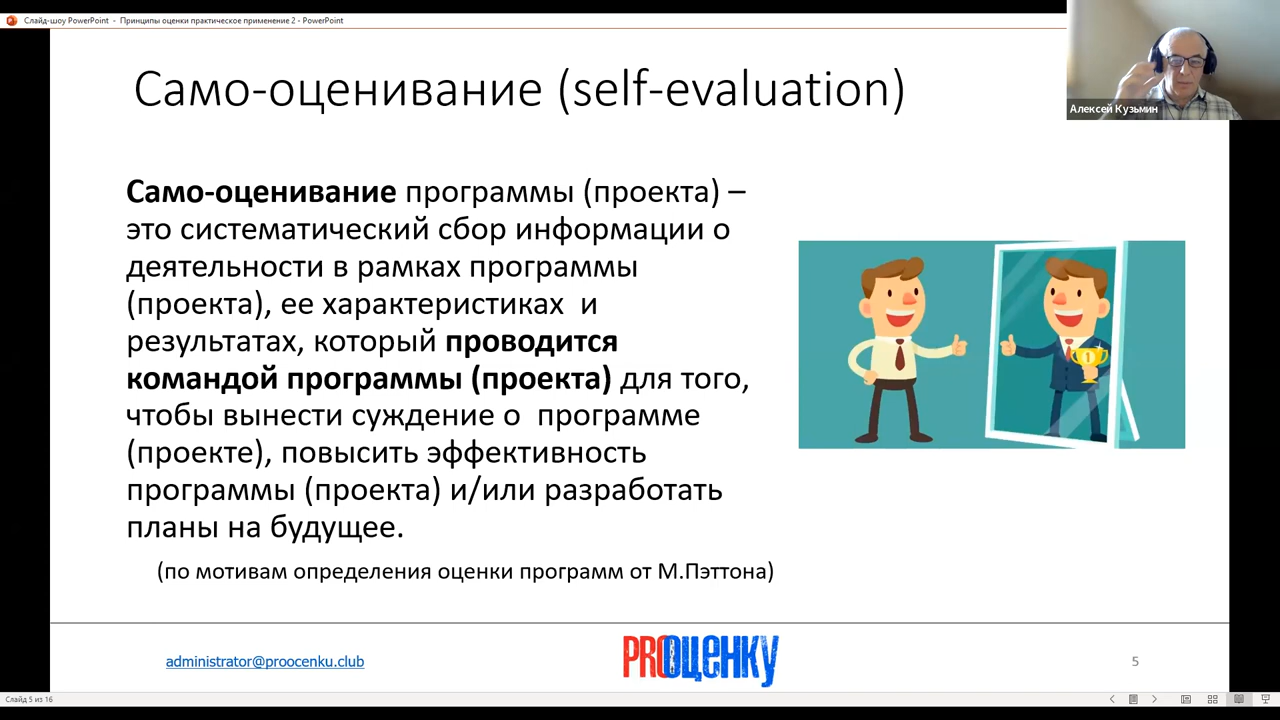 Слайд-шоу PowerPoint - Принципы оценки практическое применение 2 - PowerPoint
Само-оценивание (self-evaluation)
Алексей Кузьмин
Само-оценивание программы (проекта) –
это систематический сбор информации о
деятельности в рамках программы
(проекта), ее характеристиках и
результатах, который проводится
командой программы (проекта) для того,
чтобы вынести суждение о программе
(проекте), повысить эффективность
программы (проекта) и/или разработать
планы на будущее.
(по мотивам определения оценки программ от М.Пэттона)
1
administrator@proocenku.club
PROОЦЕНКУ
5
Слайд 5 из 16